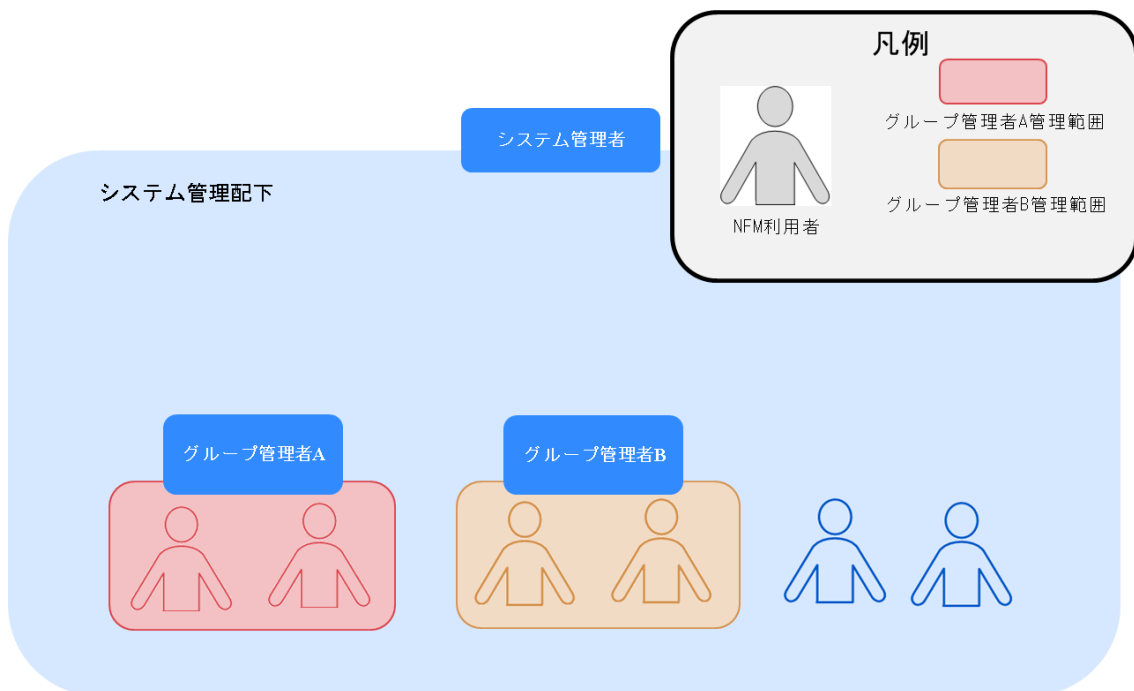 凡例
グループ管理者A管理範囲
システム管理者
グループ管理者B管理範囲
NFM利用者
システム管理配下
グループ管理者A
グループ管理者B